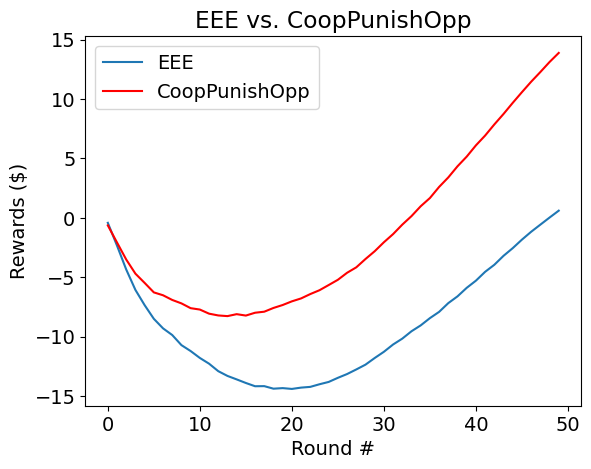 EEE vs. CoopPunishOpp
EEE
CoopPunishOpp
Rewards ($)
15
10
5
0
−5
−10
−15
0 10 20 30 40 50
Round #